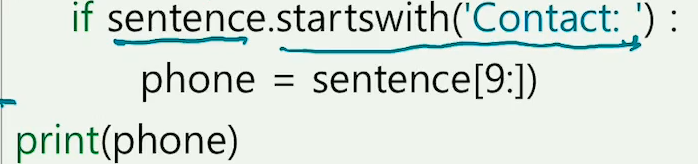 if sentence.startswith('Contact: ') :
phone = sentence[9:])
print(phone)